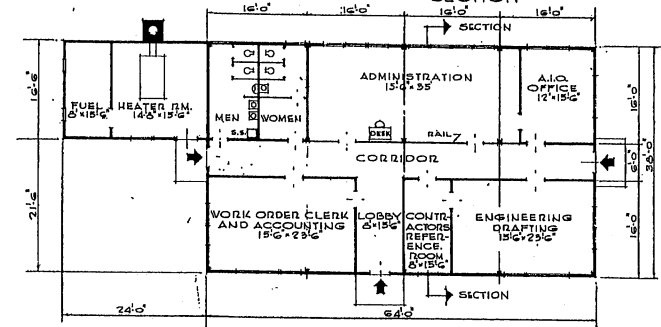 SECTION
16'-0" 16'-0" 16'-0" 16'-0"
SECTION
16'-6"
FUEL
8'x15'-6"
HEATER RM.
14'-8"x15'-6"
MEN
WOMEN
S.S.
ADMINISTRATION
15'-6"x35'
DESK
RAIL
A.I.O.
OFFICE
12'x15'-6"
16'-0"
6'-0"
38'-0"
16'-0"
CORRIDOR
21'-6"
WORK ORDER CLERK
AND ACCOUNTING
15'-6"x23'-6"
LOBBY
8'x15'-6"
CONTR-
ACTORS
REFER-
ENCE.
ROOM
8'x15'-6"
ENGINEERING
DRAFTING
15'-6"x23'-6"
SECTION
24'-0"
64'-0"